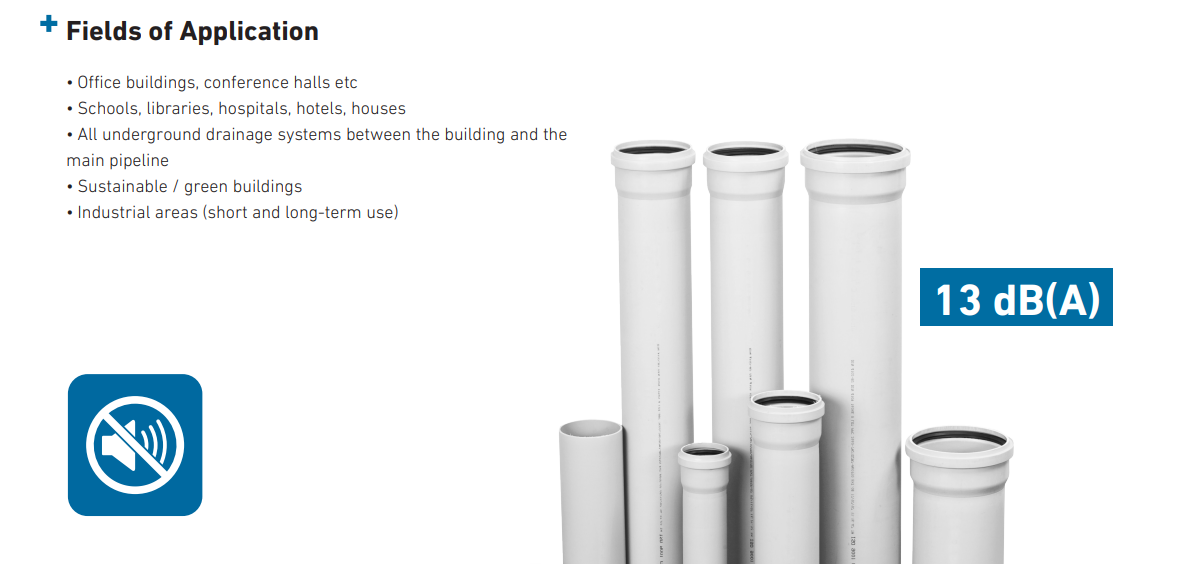 Fields of Application
• Office buildings, conference halls etc
• Schools, libraries, hospitals, hotels, houses
• All underground drainage systems between the building and the
main pipeline
• Sustainable / green buildings
• Industrial areas (short and long-term use)
13 dB(A)